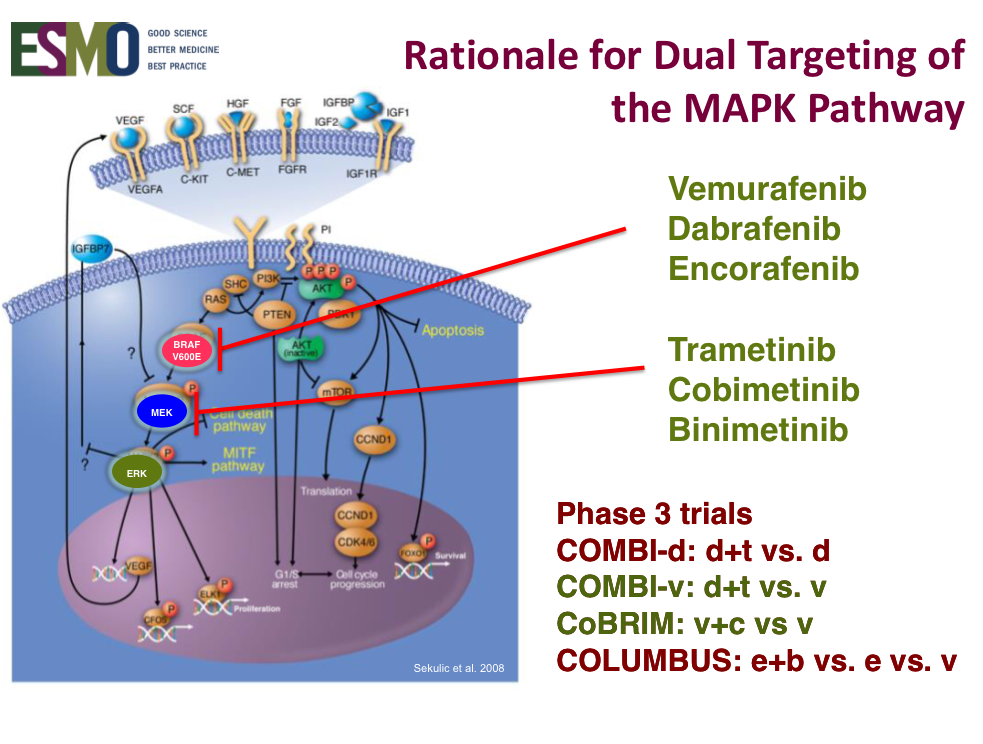 ESMO
GOOD SCIENCE
BETTER MEDICINE
BEST PRACTICE
Rationale for Dual Targeting of
the MAPK Pathway
VEGF
SCF
HGF
FGF
IGFBP
IGF2
IGF1
VEGFA
C-KIT
C-MET
FGFR
IGF1R
PI
IGFBP7
SHC
PI3K
P P P
P
AKT
RAS
PTEN
PDK1
BRAF
V600E
AKT
(inactive)
Apoptosis
?
P
mTOR
MEK
Cell death
pathway
CCND1
P
MITF
pathway
?
ERK
Translation
CCND1
CDK4/6
P
FOXO1
Survival
VEGF
G1/S
arrest
Cell cycle
progression
P
ELK1
Proliferation
P
CFOS
Sekulic et al. 2008
Vemurafenib
Dabrafenib
Encorafenib
Trametinib
Cobimetinib
Binimetinib
Phase 3 trials
COMBI-d: d+t vs. d
COMBI-v: d+t vs. v
CoBRIM: v+c vs v
COLUMBUS: e+b vs. e vs. v